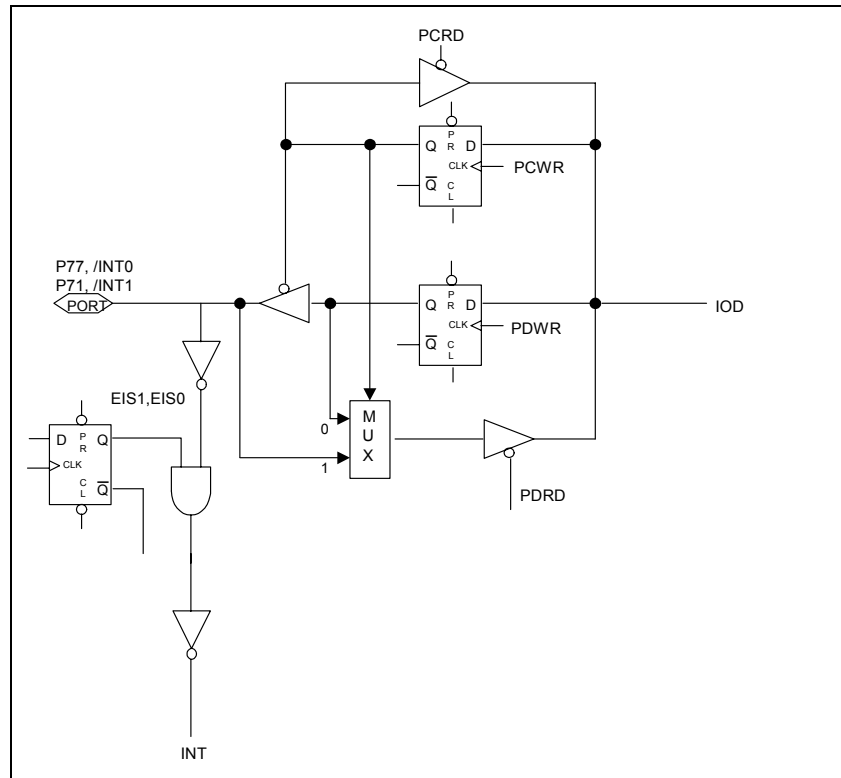 PCRD
P
R
Q D
CLK
PCWR
Q
C
L
P77, /INT0
P71, /INT1
PORT
P
R
Q D
IOD
CLK
PDWR
Q
C
L
EIS1,EIS0
M
U
X
0
1
D
P
R
Q
CLK
C
L
Q
PDRD
INT